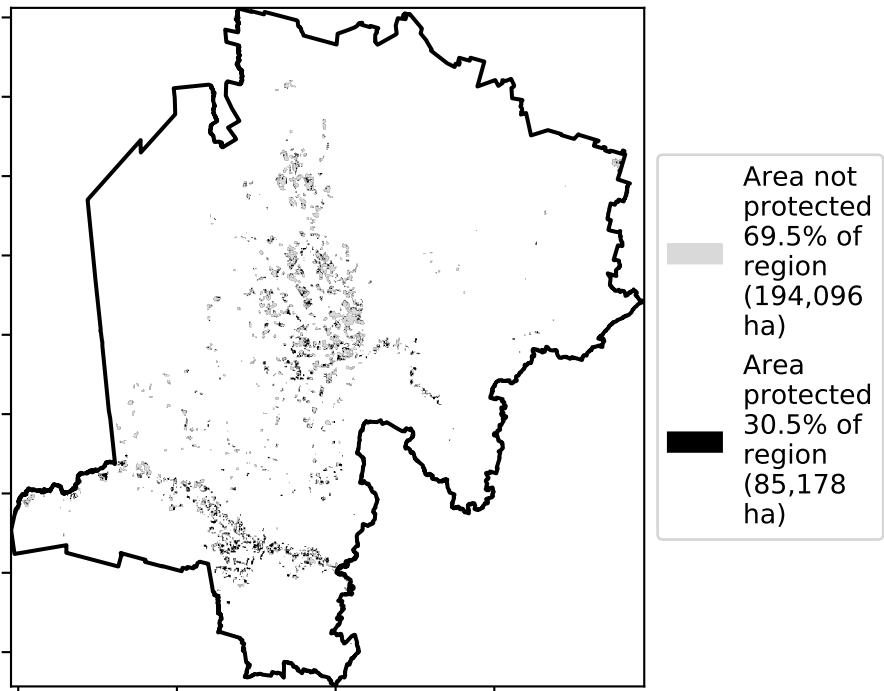 Area not
protected
69.5% of
region
(194,096
ha)
Area
protected
30.5% of
region
(85,178
ha)